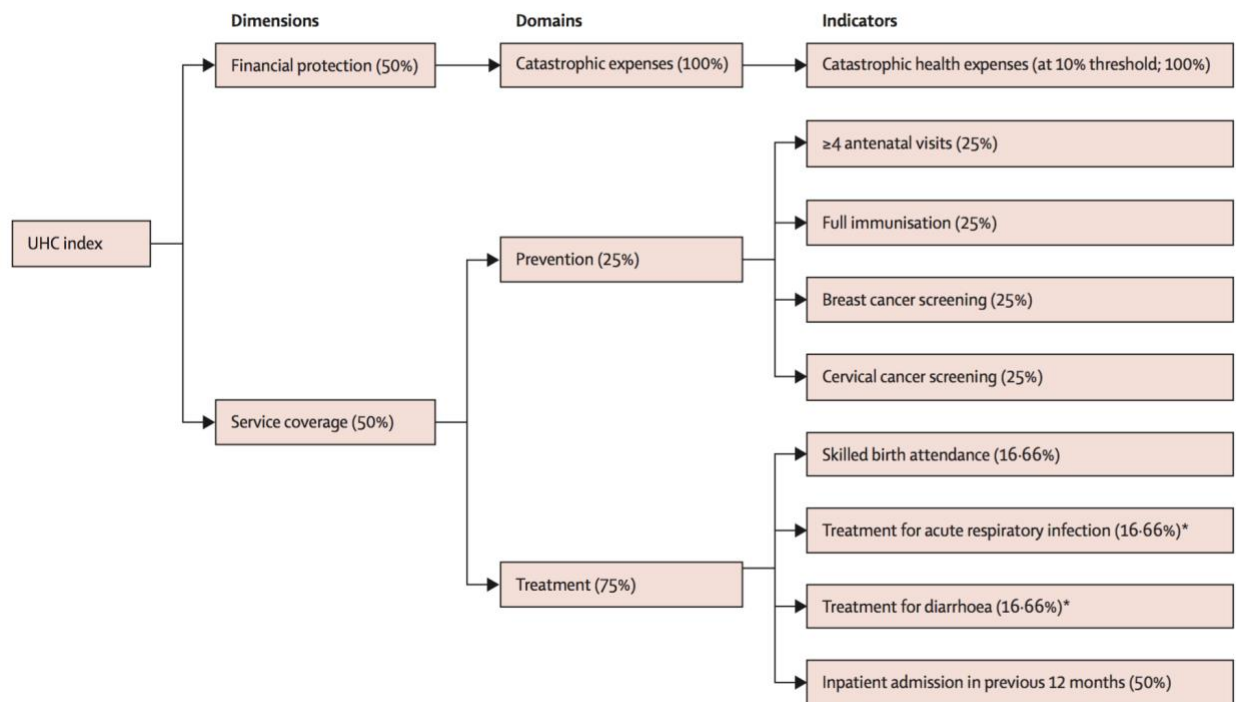 Dimensions
Domains
Indicators
Financial protection (50%)
Catastrophic expenses (100%)
Catastrophic health expenses (at 10% threshold; 100%)
≥4 antenatal visits (25%)
Full immunisation (25%)
UHC index
Prevention (25%)
Breast cancer screening (25%)
Cervical cancer screening (25%)
Service coverage (50%)
Skilled birth attendance (16·66%)
Treatment for acute respiratory infection (16·66%)*
Treatment (75%)
Treatment for diarrhoea (16·66%)*
Inpatient admission in previous 12 months (50%)